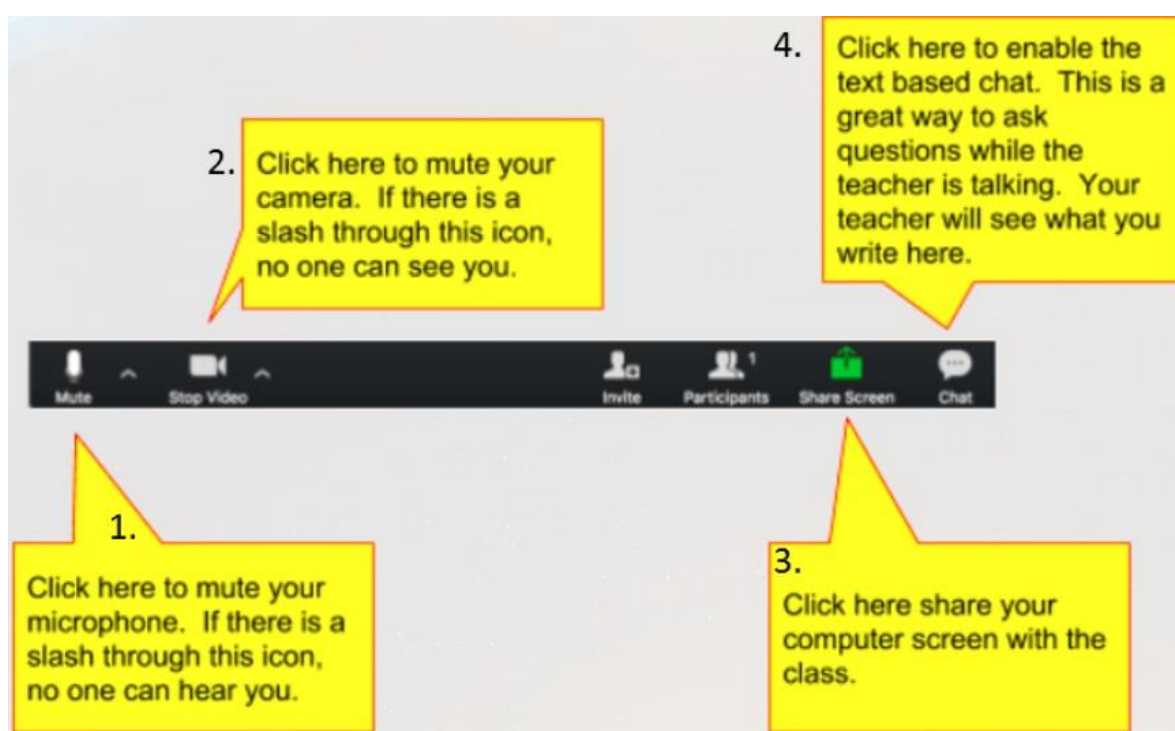 4.
Click here to enable the
text based chat.  This is a
great way to ask
questions while the
teacher is talking.  Your
teacher will see what you
write here.
2.
Click here to mute your
camera.  If there is a
slash through this icon,
no one can see you.
Mute
Stop Video
Invite
1
Participants
Share Screen
Chat
1.
Click here to mute your
microphone.  If there is a
slash through this icon,
no one can hear you.
3.
Click here share your
computer screen with the
class.